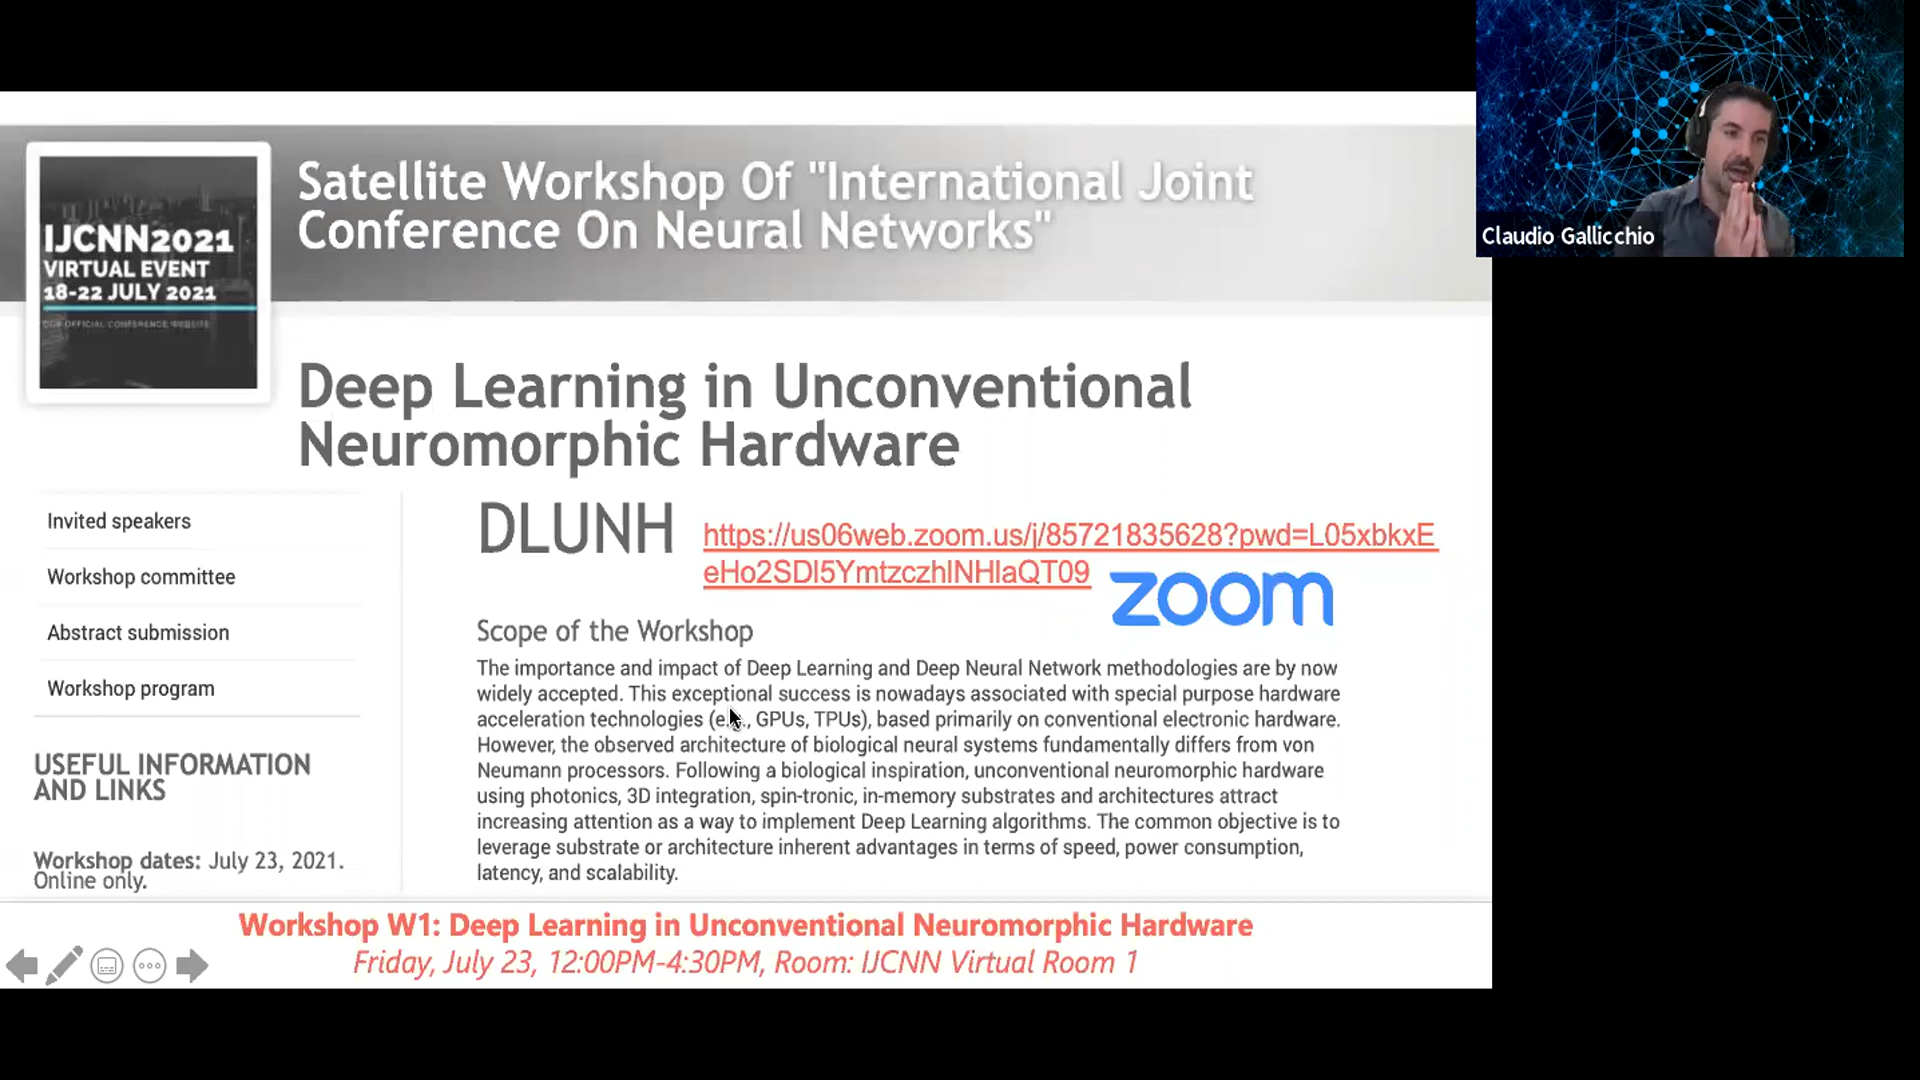 Satellite Workshop Of "International Joint
Conference On Neural Networks"
IJCNN2021
VIRTUAL EVENT
18-22 JULY 2021
OUR OFFICIAL CONFERENCE WEBSITE
Claudio Gallicchio
Deep Learning in Unconventional
Neuromorphic Hardware
Invited speakers
Workshop committee
Abstract submission
Workshop program
USEFUL INFORMATION
AND LINKS
Workshop dates: July 23, 2021.
Online only.
DLUNH
https://us06web.zoom.us/j/85721835628?pwd=L05xbkxE
eHo2SDI5YmtzczhlNHlaQT09
zoom
Scope of the Workshop
The importance and impact of Deep Learning and Deep Neural Network methodologies are by now
widely accepted. This exceptional success is nowadays associated with special purpose hardware
acceleration technologies (e.g., GPUs, TPUs), based primarily on conventional electronic hardware.
However, the observed architecture of biological neural systems fundamentally differs from von
Neumann processors. Following a biological inspiration, unconventional neuromorphic hardware
using photonics, 3D integration, spin-tronic, in-memory substrates and architectures attract
increasing attention as a way to implement Deep Learning algorithms. The common objective is to
leverage substrate or architecture inherent advantages in terms of speed, power consumption,
latency, and scalability.
Workshop W1: Deep Learning in Unconventional Neuromorphic Hardware
Friday, July 23, 12:00PM-4:30PM, Room: IJCNN Virtual Room 1